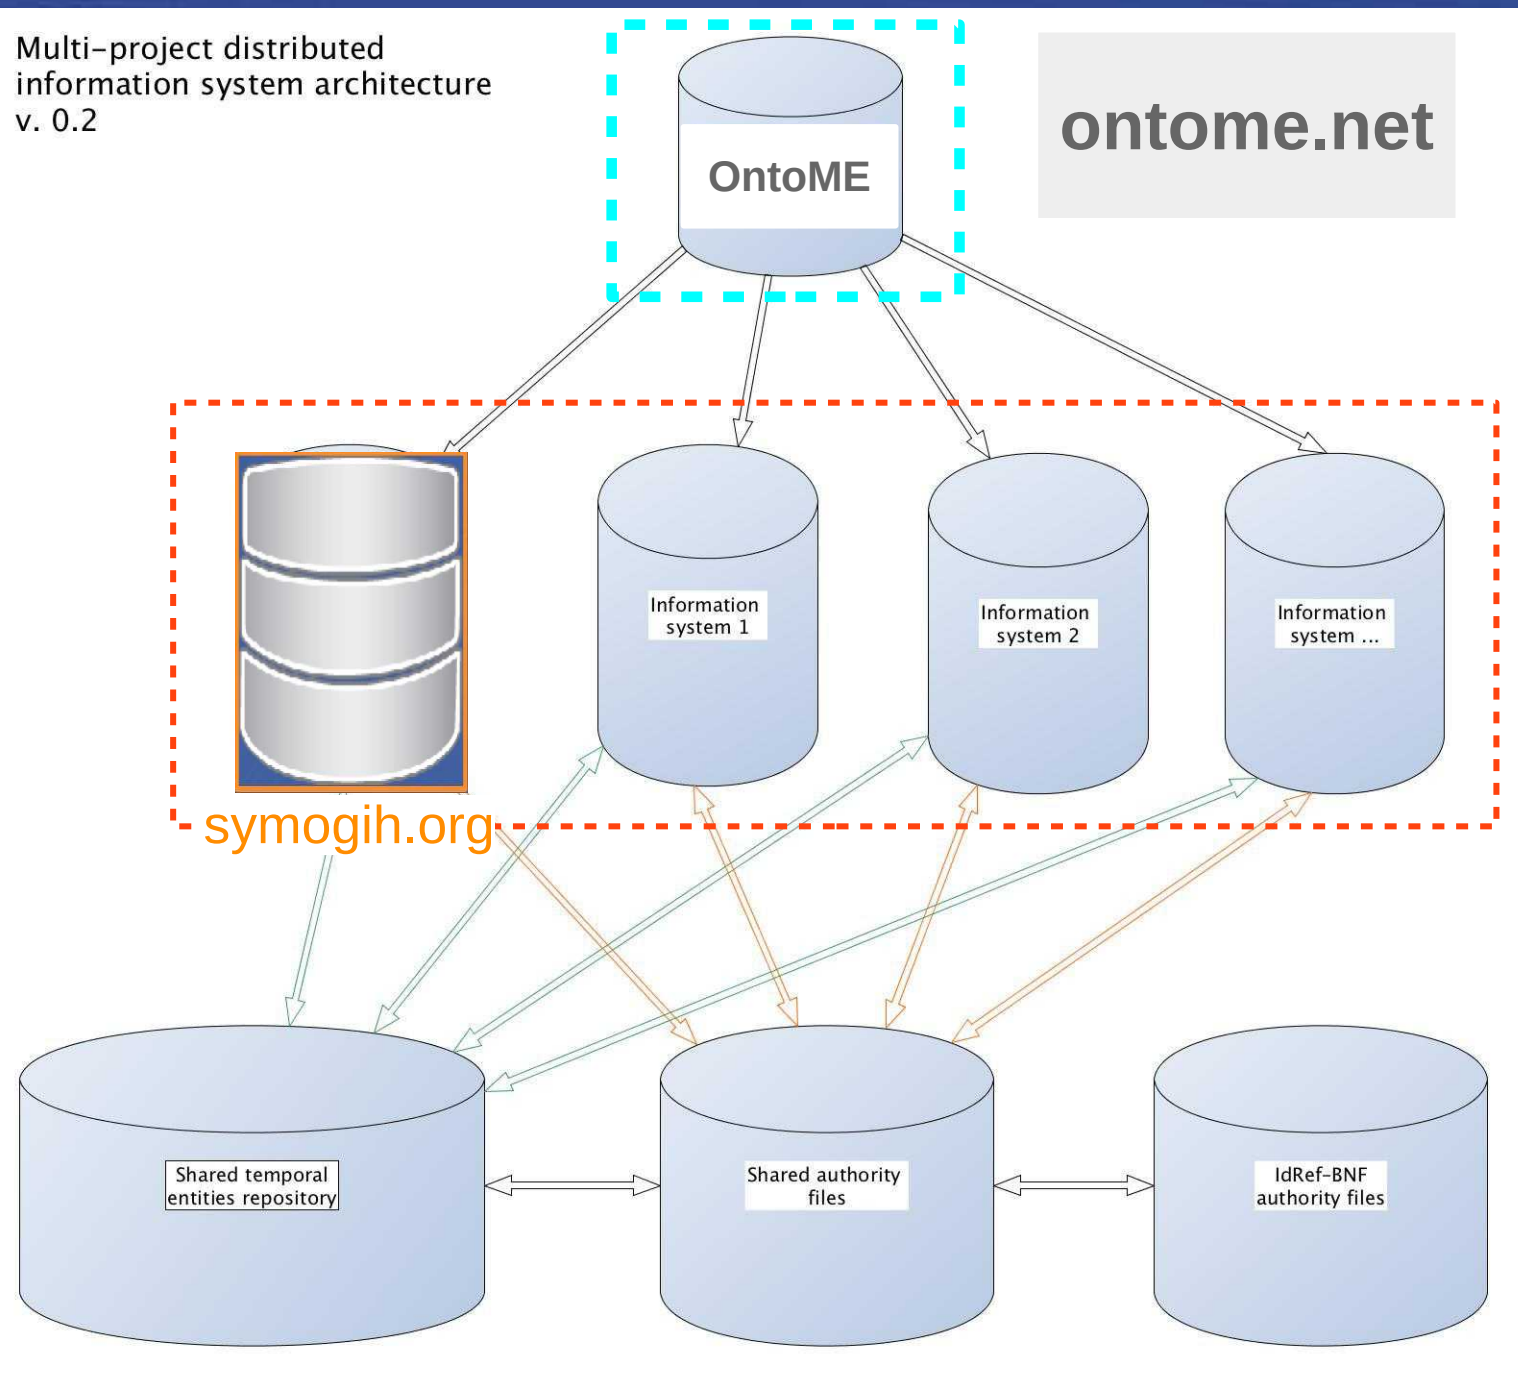 Multi-project distributed
information system architecture
v. 0.2
ontome.net
OntoME
Information
system 1
Information
system 2
Information
system ...
symogih.org
Shared temporal
entities repository
Shared authority
files
IdRef-BNF
authority files